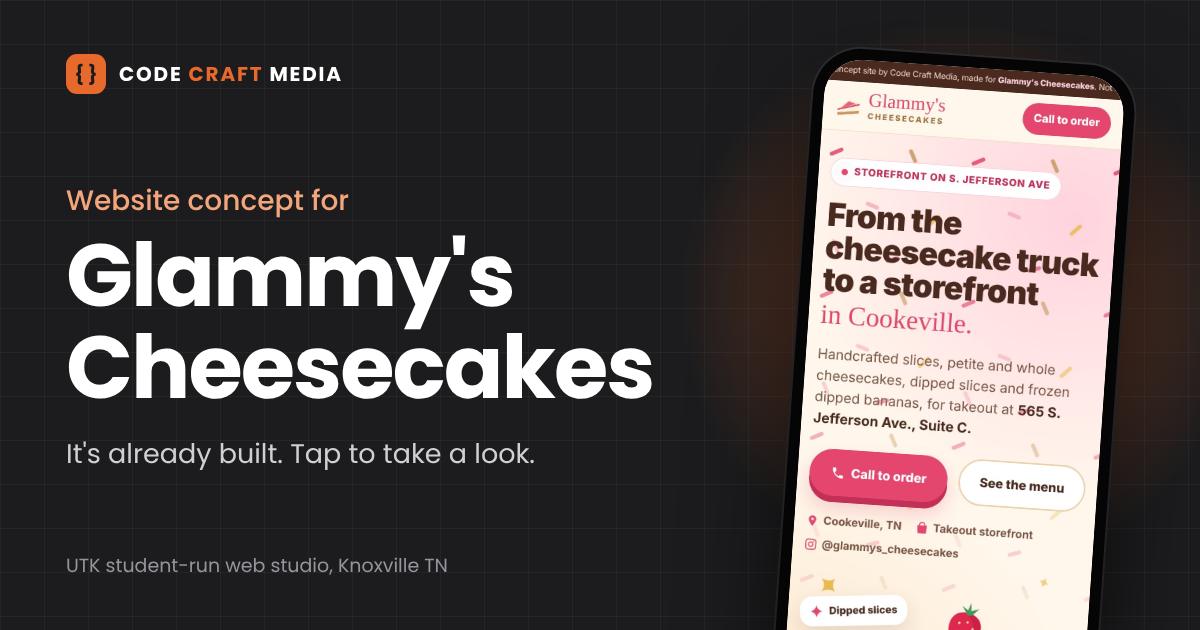 { } CODE CRAFT MEDIA
Website concept for
Glammy's
Cheesecakes
It's already built. Tap to take a look.
UTK student-run web studio, Knoxville TN
concept site by Code Craft Media, made for Glammy's Cheesecakes. Not
Glammy's
CHEESECAKES
Call to order
STOREFRONT ON S. JEFFERSON AVE
From the
cheesecake truck
to a storefront
in Cookeville.
Handcrafted slices, petite and whole
cheesecakes, dipped slices and frozen
dipped bananas, for takeout at 565 S.
Jefferson Ave., Suite C.
Call to order
See the menu
Cookeville, TN
Takeout storefront
@glammys_cheesecakes
Dipped slices